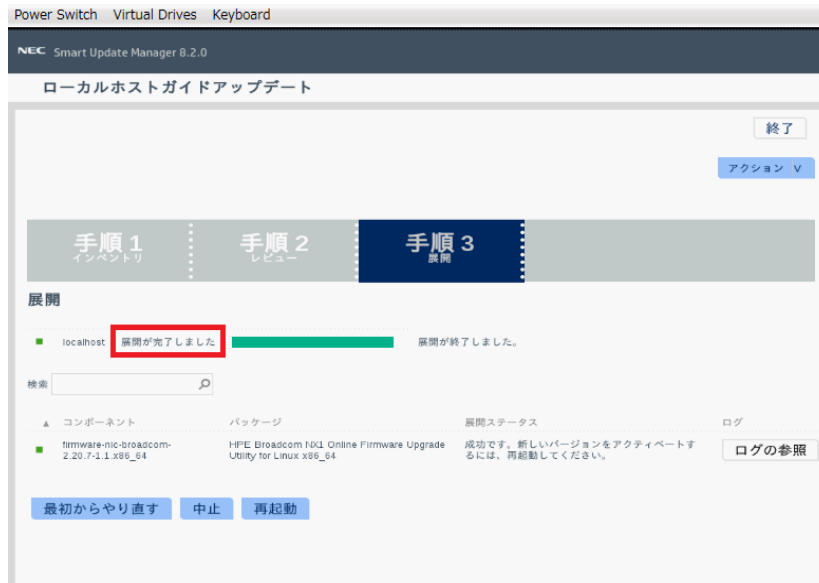 Power Switch Virtual Drives Keyboard
NEC Smart Update Manager 8.2.0
ローカルホストガイドアップデート
終了
アクション ∨
手順 1
インベントリ
手順 2
レビュー
手順 3
展開
展開
localhost 展開が完了しました 展開が終了しました。
検索
▲ コンポーネント パッケージ 展開ステータス ログ
firmware-nic-broadcom-
2.20.7-1.1.x86_64
HPE Broadcom NX1 Online Firmware Upgrade
Utility for Linux x86_64
成功です。新しいバージョンをアクティベートす
るには、再起動してください。
ログの参照
最初からやり直す 中止 再起動